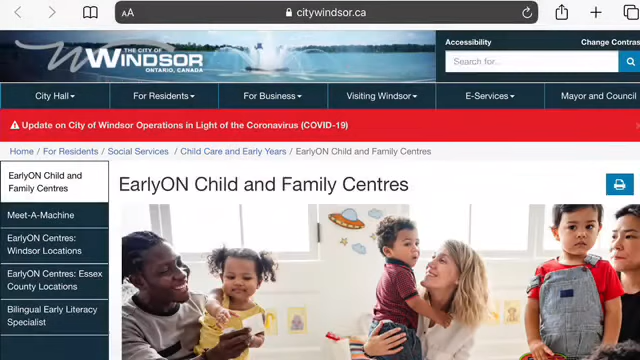 AA
citywindsor.ca
THE CITY OF
WINDSOR
ONTARIO, CANADA
Accessibility
Change Contras
Search for...
City Hall
For Residents
For Business
Visiting Windsor
E-Services
Mayor and Council
Update on City of Windsor Operations in Light of the Coronavirus (COVID-19)
Home / For Residents / Social Services / Child Care and Early Years / EarlyON Child and Family Centres
EarlyON Child and
Family Centres
EarlyON Child and Family Centres
Meet-A-Machine
EarlyON Centres:
Windsor Locations
EarlyON Centres: Essex
County Locations
Bilingual Early Literacy
Specialist